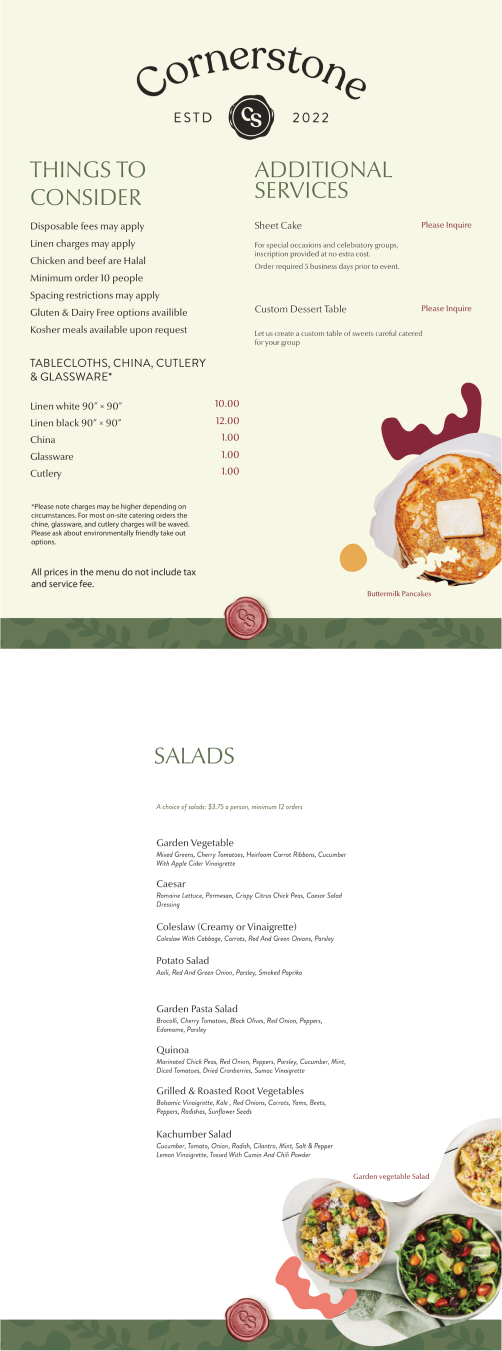 Cornerstone
ESTD CS 2022
THINGS TO
CONSIDER
Disposable fees may apply
Linen charges may apply
Chicken and beef are Halal
Minimum order 10 people
Spacing restrictions may apply
Gluten & Dairy Free options availible
Kosher meals available upon request
TABLECLOTHS, CHINA, CUTLERY
& GLASSWARE*
Linen white 90” × 90” 10.00
Linen black 90” × 90” 12.00
China 1.00
Glassware 1.00
Cutlery 1.00
*Please note charges may be higher depending on
circumstances. For most on-site catering orders the
chine, glassware, and cutlery charges will be waved.
Please ask about environmentally friendly take out
options.
All prices in the menu do not include tax
and service fee.
ADDITIONAL
SERVICES
Sheet Cake Please Inquire
For special occasions and celebratory groups,
inscription provided at no extra cost.
Order required 5 business days prior to event.
Custom Dessert Table Please Inquire
Let us create a custom table of sweets careful catered
for your group
Buttermilk Pancakes
CS
SALADS
A choice of salads: $3.75 a person, minimum 12 orders
Garden Vegetable
Mixed Greens, Cherry Tomatoes, Heirloom Carrot Ribbons, Cucumber
With Apple Cider Vinaigrette
Caesar
Romaine Lettuce, Parmesan, Crispy Citrus Chick Peas, Caesar Salad
Dressing
Coleslaw (Creamy or Vinaigrette)
Coleslaw With Cabbage, Carrots, Red And Green Onions, Parsley
Potato Salad
Aoili, Red And Green Onion, Parsley, Smoked Paprika
Garden Pasta Salad
Brocolli, Cherry Tomatoes, Black Olives, Red Onion, Peppers,
Edamame, Parsley
Quinoa
Marinated Chick Peas, Red Onion, Peppers, Parsley, Cucumber, Mint,
Diced Tomatoes, Dried Cranberries, Sumac Vinaigrette
Grilled & Roasted Root Vegetables
Balsamic Vinaigrette, Kale , Red Onions, Carrots, Yams, Beets,
Peppers, Radishes, Sunflower Seeds
Kachumber Salad
Cucumber, Tomato, Onion, Radish, Cilantro, Mint, Salt & Pepper
Lemon Vinaigrette, Tossed With Cumin And Chili Powder
Garden vegetable Salad
CS